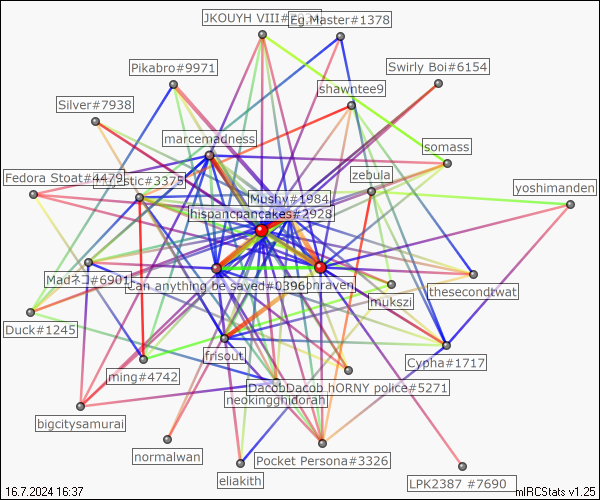 JKOUYH VIII#
Eg.Master#1378
Pikabro#9971
Swirly Boi#6154
shawntee9
Silver#7938
marcemadness
somass
Fedora Stoat#4479
stic#3375
zebula
yoshimanden
Mushy#1984
hispancpancakes#2928
Madネコ#6901
can anything be saved#0396
phraven
thesecondtwat
mukszi
Duck#1245
frisout
Cypha#1717
ming#4742
DacobDacob
hORNY police#5271
neokingghidorah
bigcitysamurai
normalwan
Pocket Persona#3326
eliakith
LPK2387 #7690
16.7.2024 16:37
mIRCStats v1.25